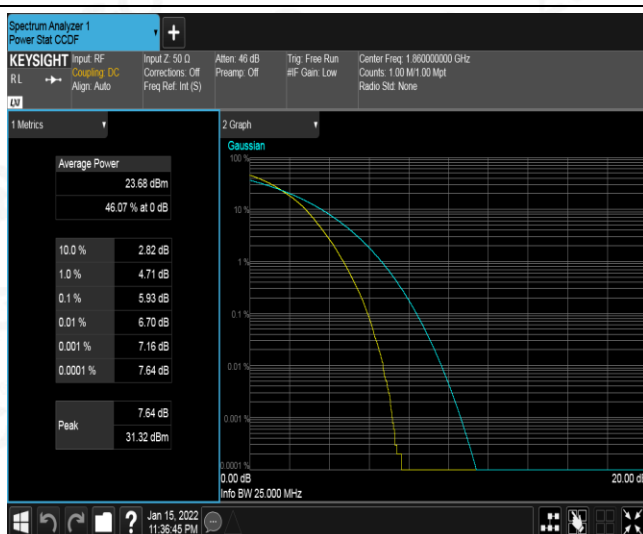 Spectrum Analyzer 1
Power Stat CCDF
+
KEYSIGHT
RL
LXI
Input: RF
Coupling: DC
Align: Auto
Input Z: 50 Ω
Corrections: Off
Freq Ref: Int (S)
Atten: 46 dB
Preamp: Off
Trig: Free Run
#IF Gain: Low
Center Freq: 1.860000000 GHz
Counts: 1.00 M/1.00 Mpt
Radio Std: None
1 Metrics
Average Power
23.68 dBm
46.07 % at 0 dB
10.0 % 2.82 dB
1.0 % 4.71 dB
0.1 % 5.93 dB
0.01 % 6.70 dB
0.001 % 7.16 dB
0.0001 % 7.64 dB
Peak
7.64 dB
31.32 dBm
2 Graph
Gaussian
100 %
10 %
1 %
0.1 %
0.01 %
0.001 %
0.0001 %
0.00 dB 20.00 dB
Info BW 25.000 MHz
?
Jan 15, 2022
11:36:45 PM